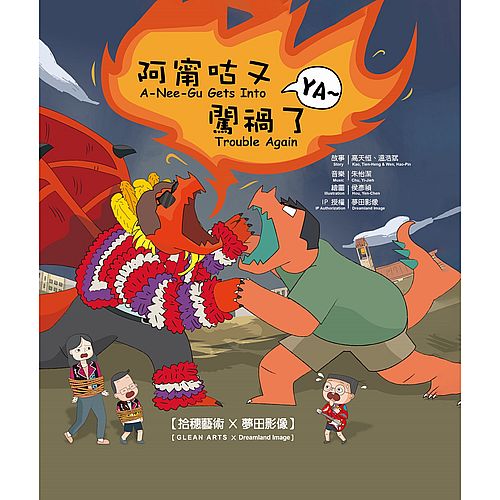 阿甯咕又
A-Nee-Gu Gets Into
YA~
闖禍了
Trouble Again
故事 | 高天恒、溫浩斌
Story | Kao, Tien-Heng & Wen, Hao-Pin
音樂 | 朱怡潔
Music | Chu, Yi-Jieh
繪圖 | 侯彥禎
Illustration | Hou, Yen-Chen
IP 授權 | 夢田影像
IP Authorization | Dreamland Image
【拾穗藝術 X 夢田影像】
[ GLEAN ARTS X Dreamland Image ]